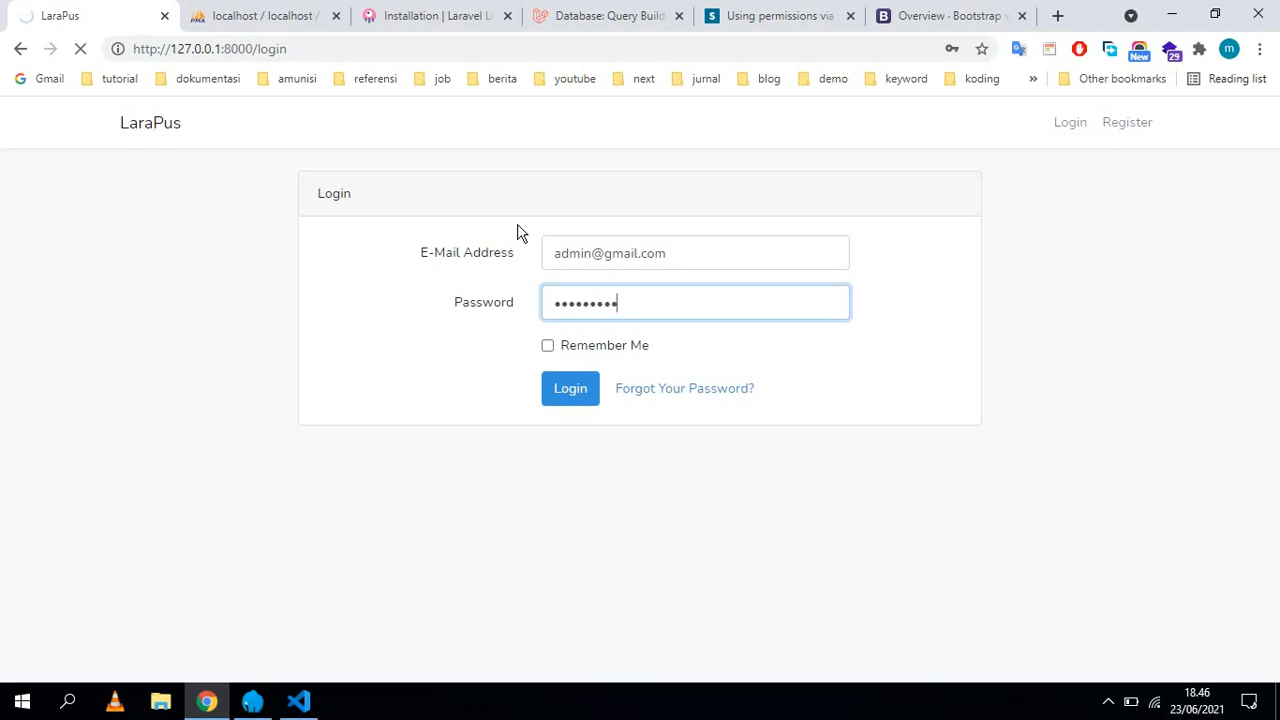 LaraPus
localhost / localhost /
Installation | Laravel Li
Database: Query Build
Using permissions via
Overview · Bootstrap v
http://127.0.0.1:8000/login
New
29
m
Gmail
tutorial
dokumentasi
amunisi
referensi
job
berita
youtube
next
jurnal
blog
demo
keyword
koding
»
Other bookmarks
Reading list
LaraPus
Login
Register
Login
E-Mail Address
admin@gmail.com
Password
•••••••••
Remember Me
Login
Forgot Your Password?
18.46
23/06/2021